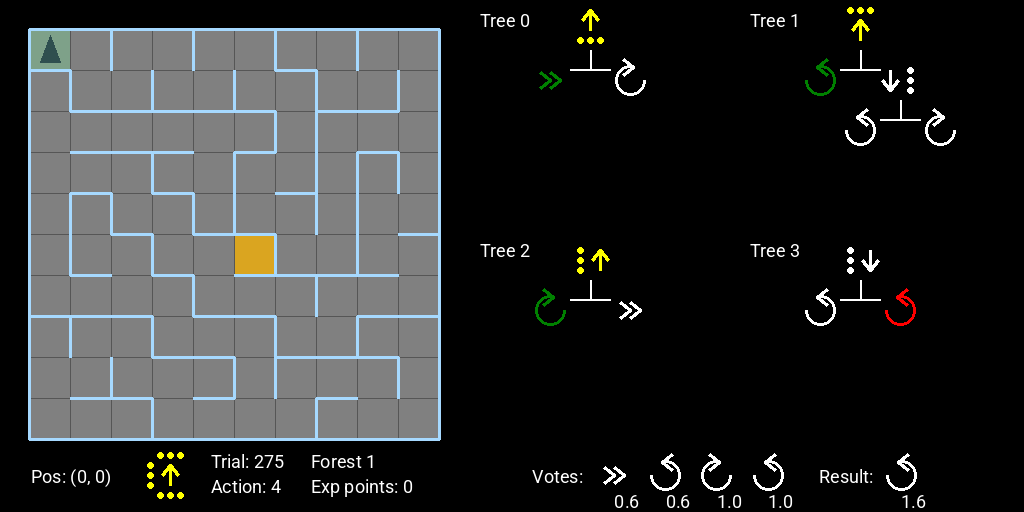 Tree 0
Tree 1
Tree 2
Tree 3
Pos: (0, 0)
Trial: 275
Forest 1
Action: 4
Exp points: 0
Votes:
0.6
0.6
1.0
1.0
Result:
1.6